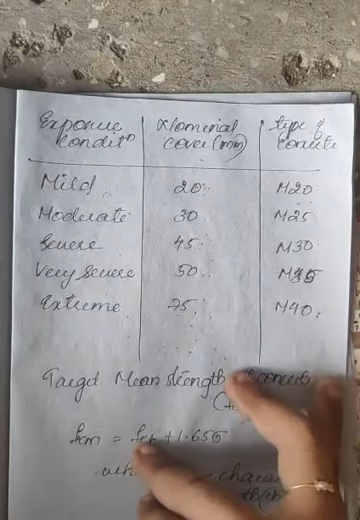 Exposure Nominal type of
Conditn cover(mm) Concrete
Mild 20 M20
Moderate 30 M25
Severe 45 M30
Very Severe 50 M35
Extreme 75 M40
Target Mean strength
fcm = fck + 1.65σ